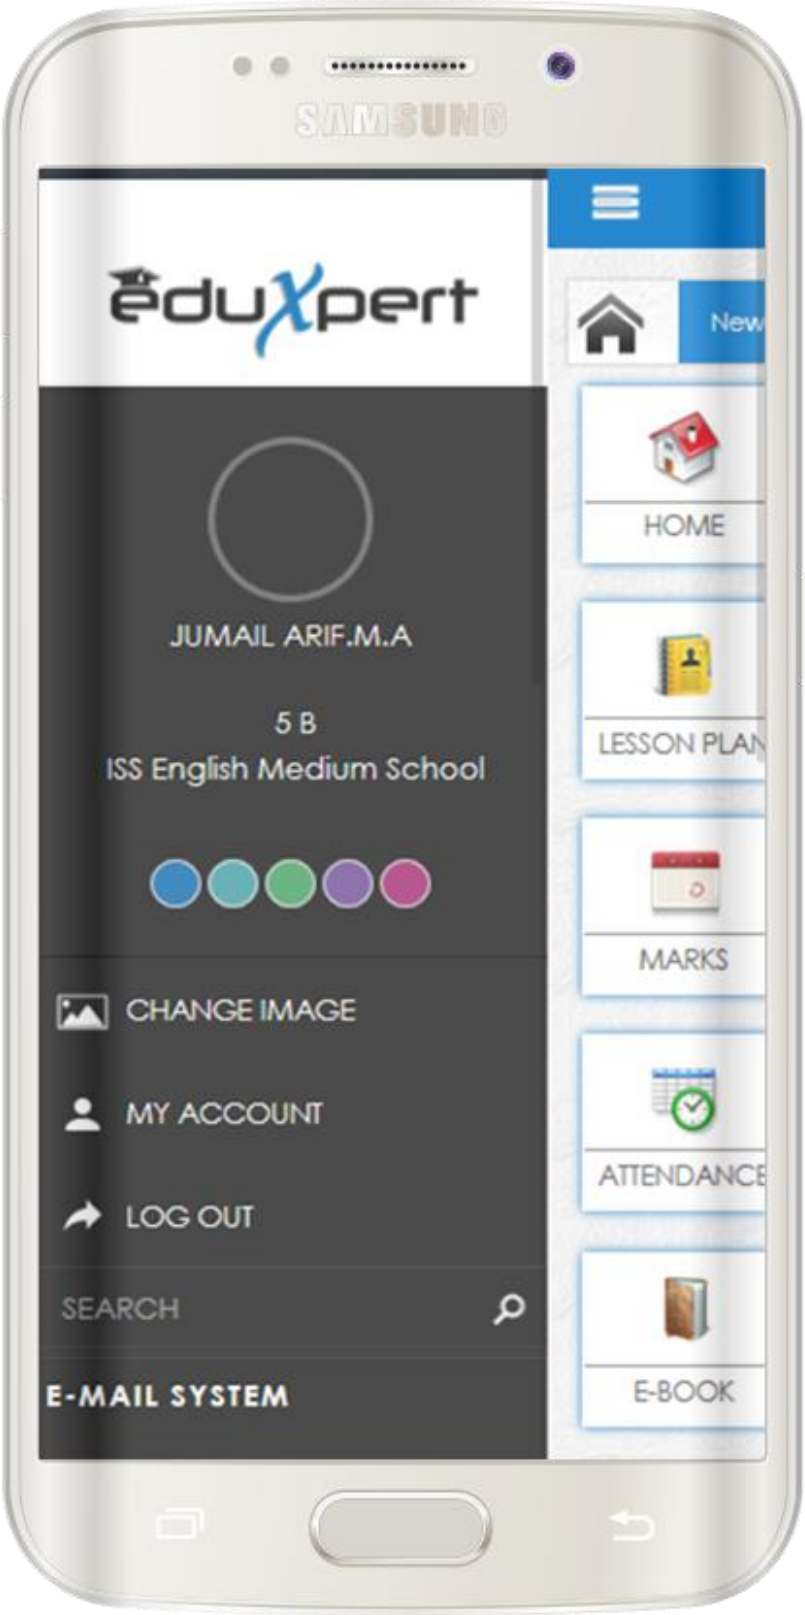 SAMSUNG
eduXpert
JUMAIL ARIF.M.A
5 B
ISS English Medium School
CHANGE IMAGE
MY ACCOUNT
LOG OUT
SEARCH
E-MAIL SYSTEM
New
HOME
LESSON PLAN
MARKS
ATTENDANCE
E-BOOK